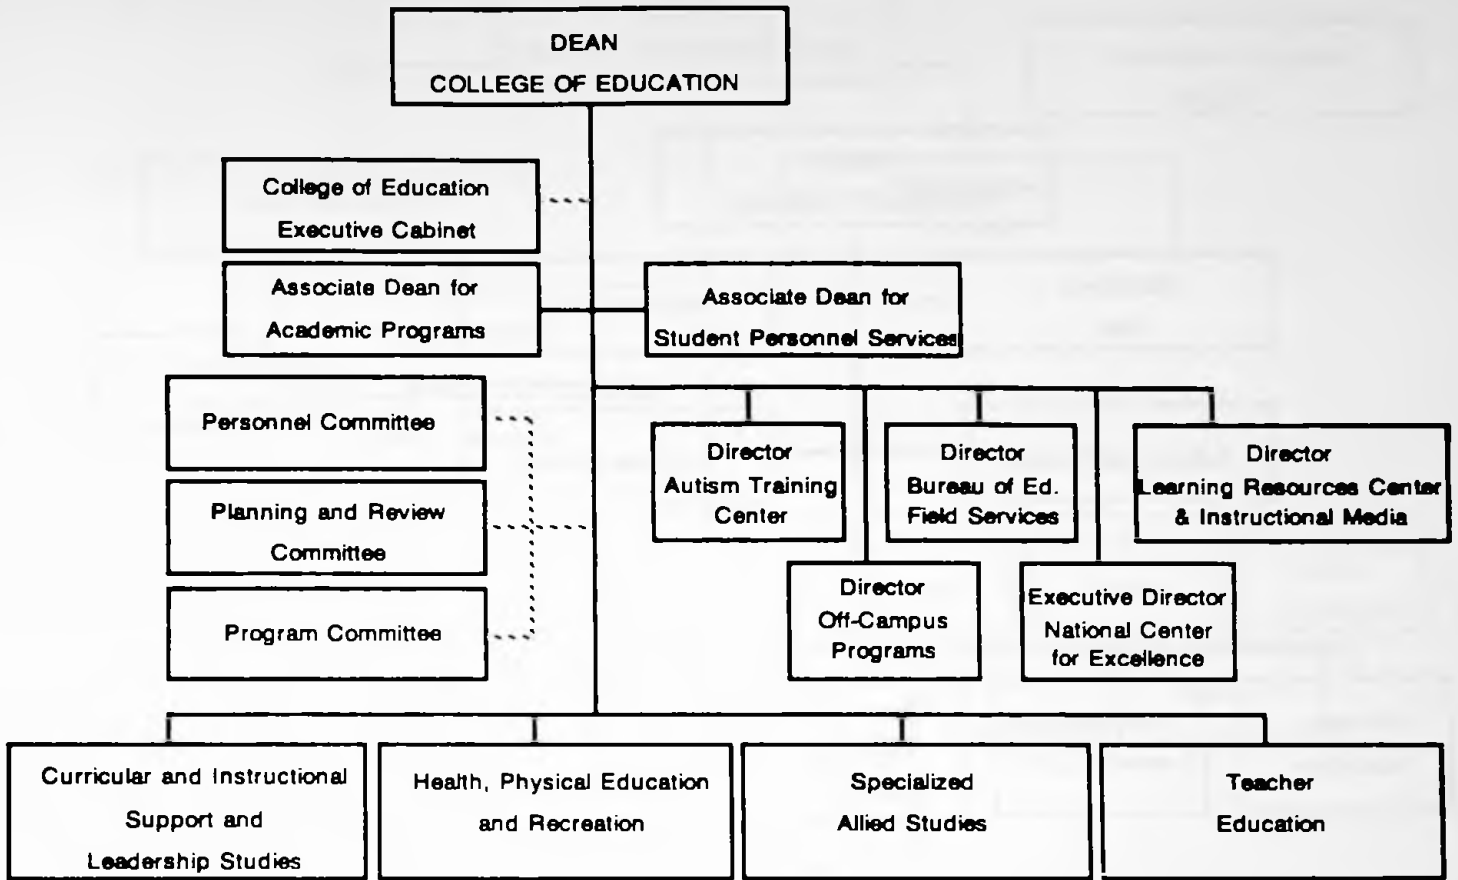 DEAN
COLLEGE OF EDUCATION
College of Education
Executive Cabinet
Associate Dean for
Academic Programs
Associate Dean for
Student Personnel Services
Personnel Committee
Planning and Review
Committee
Program Committee
Director
Autism Training
Center
Director
Bureau of Ed.
Field Services
Director
Learning Resources Center
& Instructional Media
Director
Off-Campus
Programs
Executive Director
National Center
for Excellence
Curricular and Instructional
Support and
Leadership Studies
Health, Physical Education
and Recreation
Specialized
Allied Studies
Teacher
Education